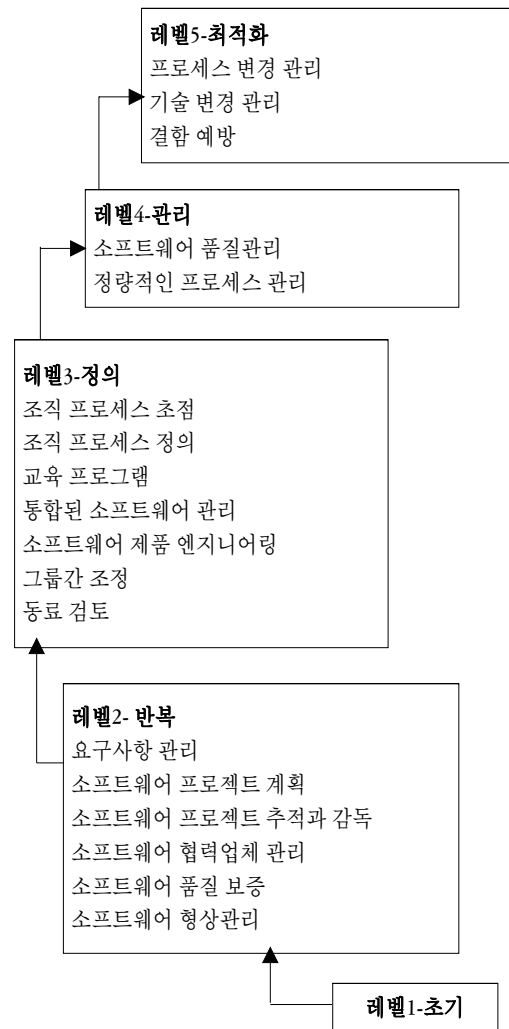 레벨5-최적화
프로세스 변경 관리
기술 변경 관리
결함 예방
레벨4-관리
소프트웨어 품질관리
정량적인 프로세스 관리
레벨3-정의
조직 프로세스 초점
조직 프로세스 정의
교육 프로그램
통합된 소프트웨어 관리
소프트웨어 제품 엔지니어링
그룹간 조정
동료 검토
레벨2- 반복
요구사항 관리
소프트웨어 프로젝트 계획
소프트웨어 프로젝트 추적과 감독
소프트웨어 협력업체 관리
소프트웨어 품질 보증
소프트웨어 형상관리
레벨1-초기